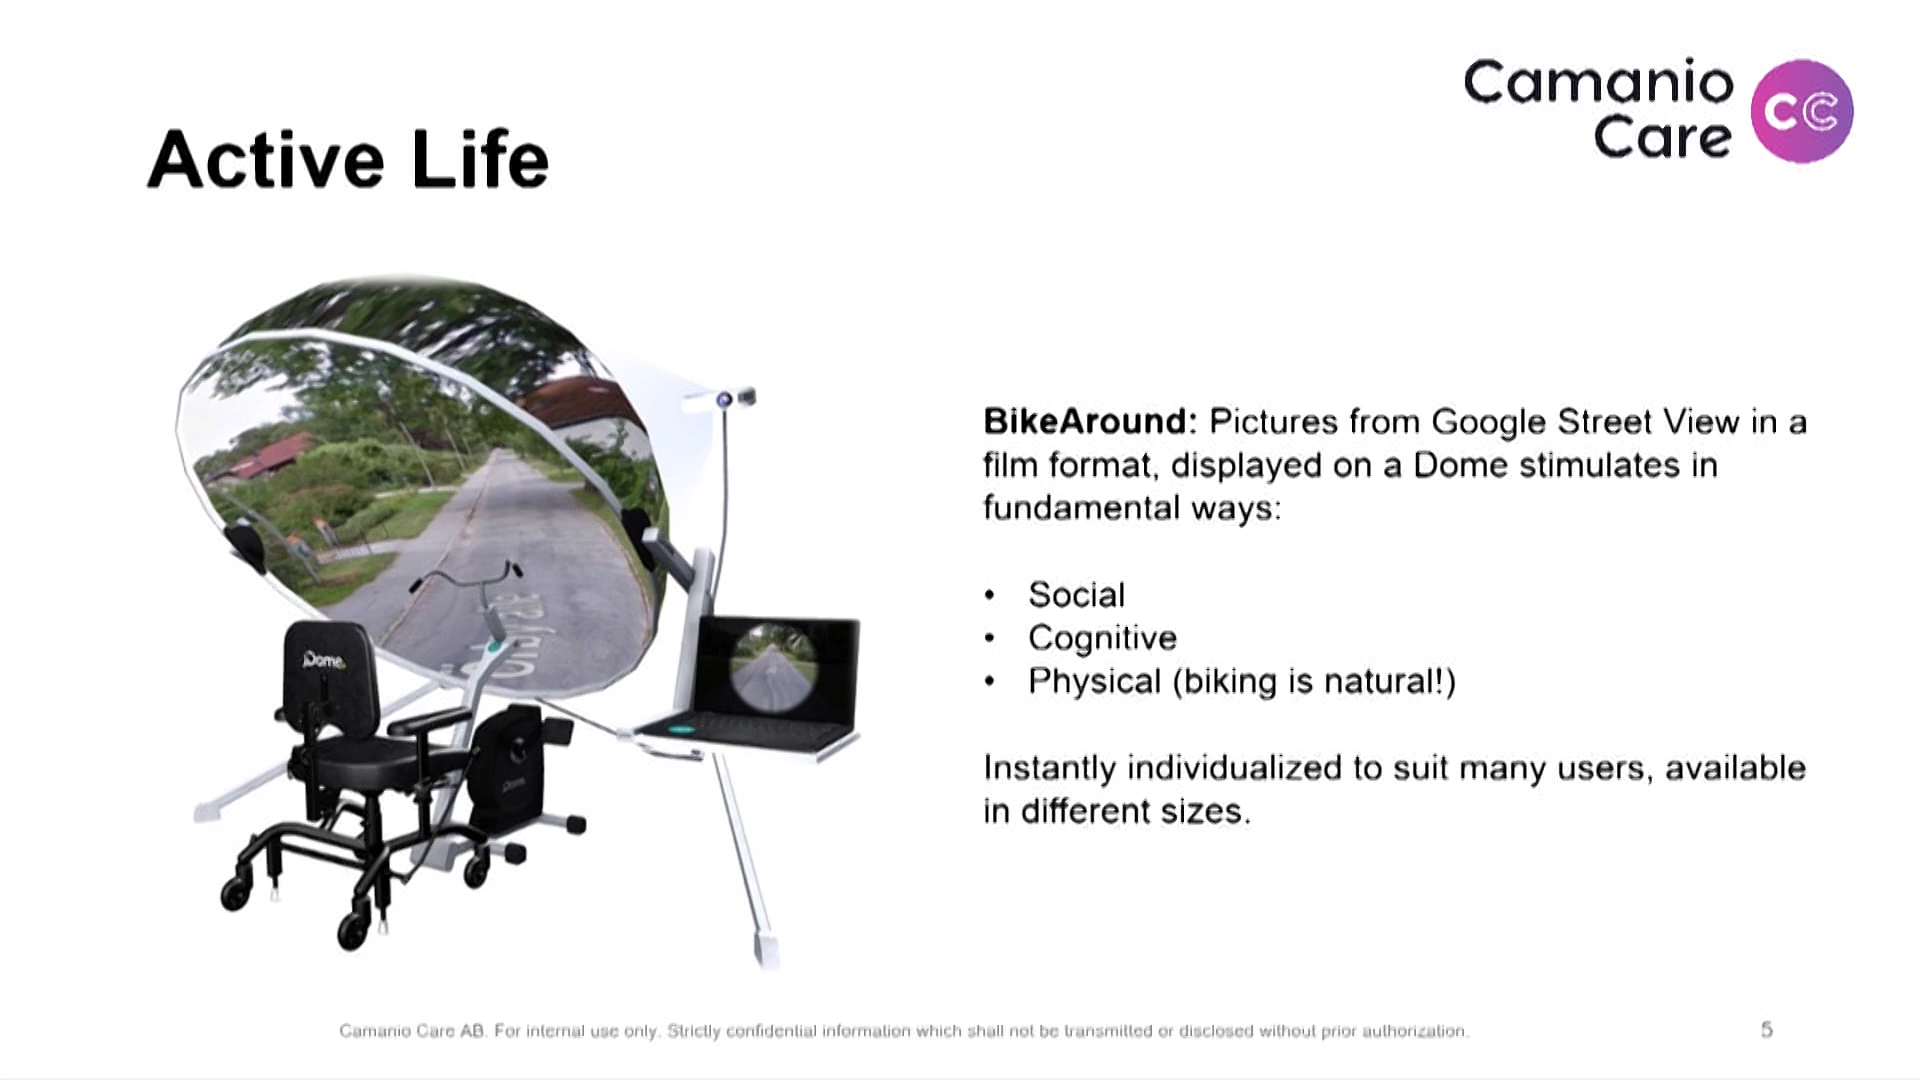 Camanio
Care
CC
Active Life
BikeAround: Pictures from Google Street View in a
film format, displayed on a Dome stimulates in
fundamental ways:
• Social
• Cognitive
• Physical (biking is natural!)
Instantly individualized to suit many users, available
in different sizes.
Dome.
Dome.
Camanio Care AB. For internal use only. Strictly confidential information which shall not be transmitted or disclosed without prior authorization.
5